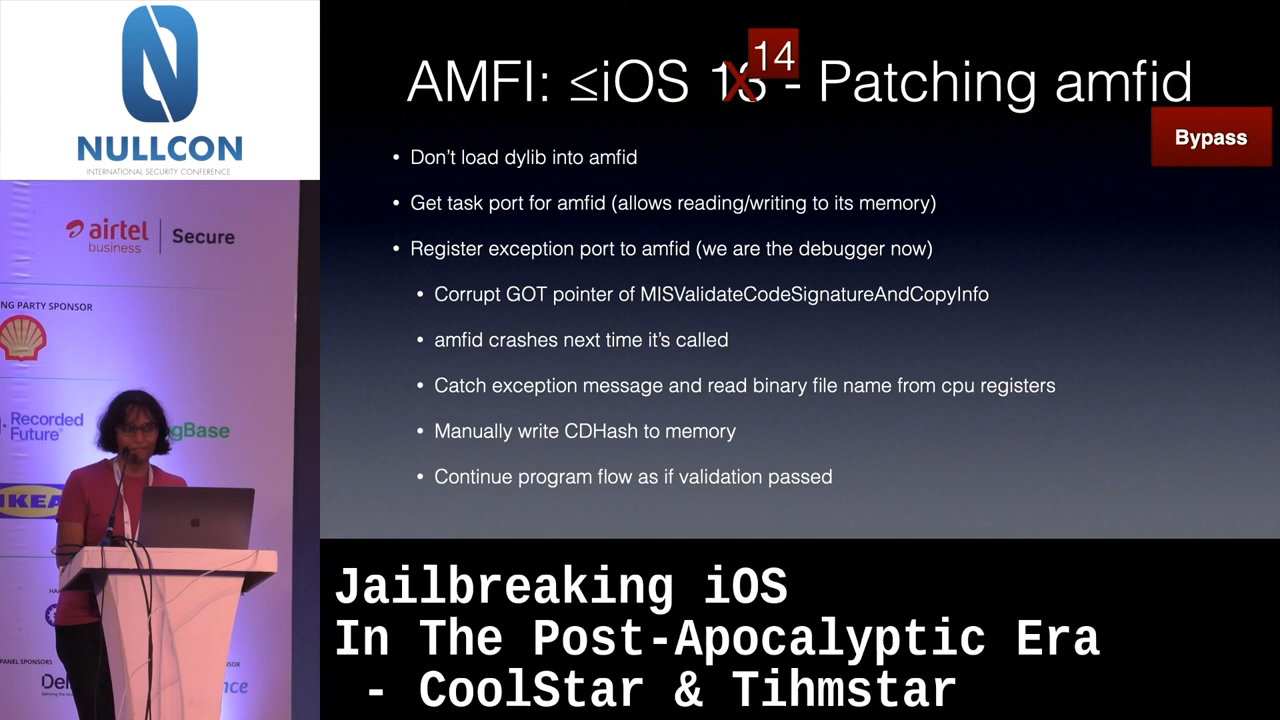 NULLCON
INTERNATIONAL SECURITY CONFERENCE
airtel
business
Secure
NG PARTY SPONSOR
Recorded
Future
gBase
IKEA
PANEL SPONSORS
AMFI: ≤iOS 13 14 - Patching amfid
Bypass
• Don't load dylib into amfid
• Get task port for amfid (allows reading/writing to its memory)
• Register exception port to amfid (we are the debugger now)
• Corrupt GOT pointer of MISValidateCodeSignatureAndCopyInfo
• amfid crashes next time it's called
• Catch exception message and read binary file name from cpu registers
• Manually write CDHash to memory
• Continue program flow as if validation passed
Jailbreaking iOS
In The Post-Apocalyptic Era
- CoolStar & Tihmstar